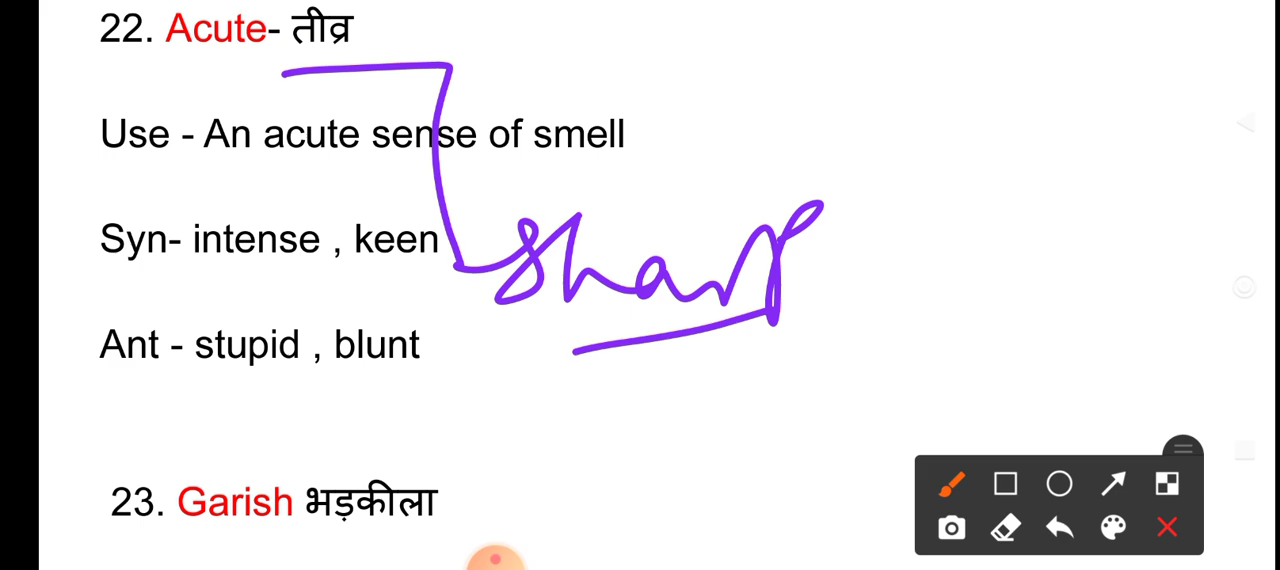 22. Acute- तीव्र
Use - An acute sense of smell
Syn- intense , keen
sharp
Ant - stupid , blunt
23. Garish भड़कीला